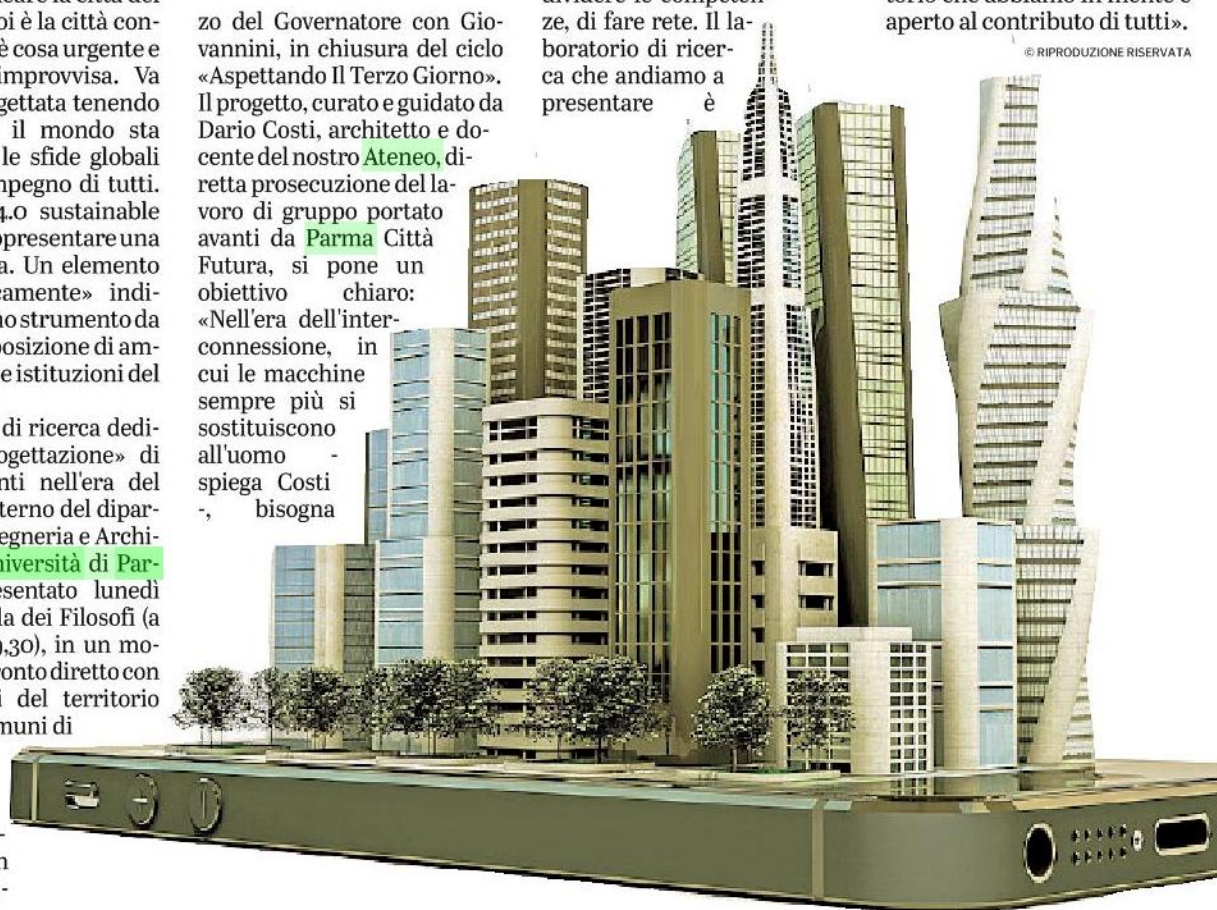 oi è la città con-
è cosa urgente e
improvvisa. Va
gettata tenendo
il mondo sta
le sfide globali
mpegno di tutti.
4.0 sustainable
ppresentare una
a. Un elemento
camente» indi-
no strumento da
posizione di am-
e istituzioni del
di ricerca dedi-
ogettazione» di
nti nell'era del
terno del dipar-
egneria e Archi-
niversità di Par-
esentato lunedì
la dei Filosofi (a
9,30), in un mo-
ronto diretto con
i del territorio
muni di
zo del Governatore con Gio-
vannini, in chiusura del ciclo
«Aspettando Il Terzo Giorno».
Il progetto, curato e guidato da
Dario Costi, architetto e do-
cente del nostro Ateneo, di-
retta prosecuzione del la-
voro di gruppo portato
avanti da Parma Città
Futura, si pone un
obiettivo chiaro:
«Nell'era dell'inter-
connessione, in
cui le macchine
sempre più si
sostituiscono
all'uomo -
spiega Costi
-, bisogna
ze, di fare rete. Il la-
boratorio di ricer-
ca che andiamo a
presentare è
aperto al contributo di tutti».
© RIPRODUZIONE RISERVATA